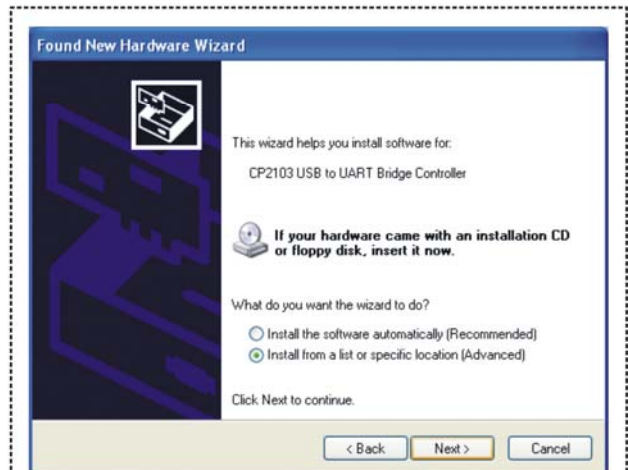 Found New Hardware Wizard
This wizard helps you install software for:
CP2103 USB to UART Bridge Controller
If your hardware came with an installation CD
or floppy disk, insert it now.
What do you want the wizard to do?
Install the software automatically (Recommended)
Install from a list or specific location (Advanced)
Click Next to continue.
< Back Next > Cancel